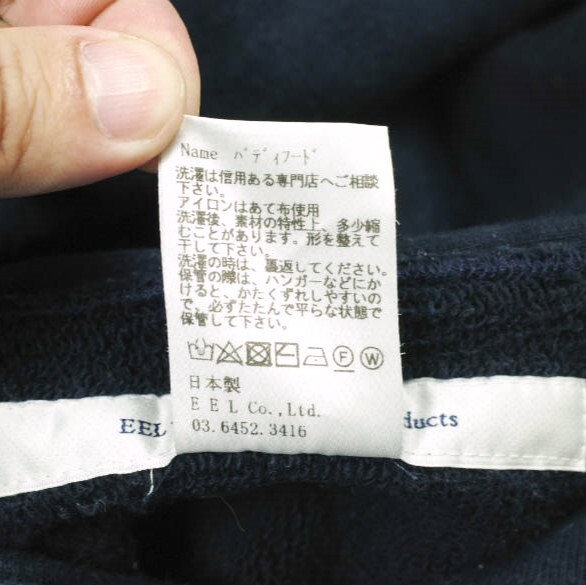 Name バディフード
洗濯は信用ある専門店へご相談
下さい。
アイロンはあて布使用
洗濯後、素材の特性上、多少縮
むことがあります。形を整えて
干して下さい。
洗濯の時は、裏返してください。
保管の際は、ハンガーなどにか
けると、かたくずれしやすいの
で、必ずたたんで平らな状態で
保管して下さい。
F W
日本製
EEL Co.,Ltd.
03.6452.3416
EEL ducts